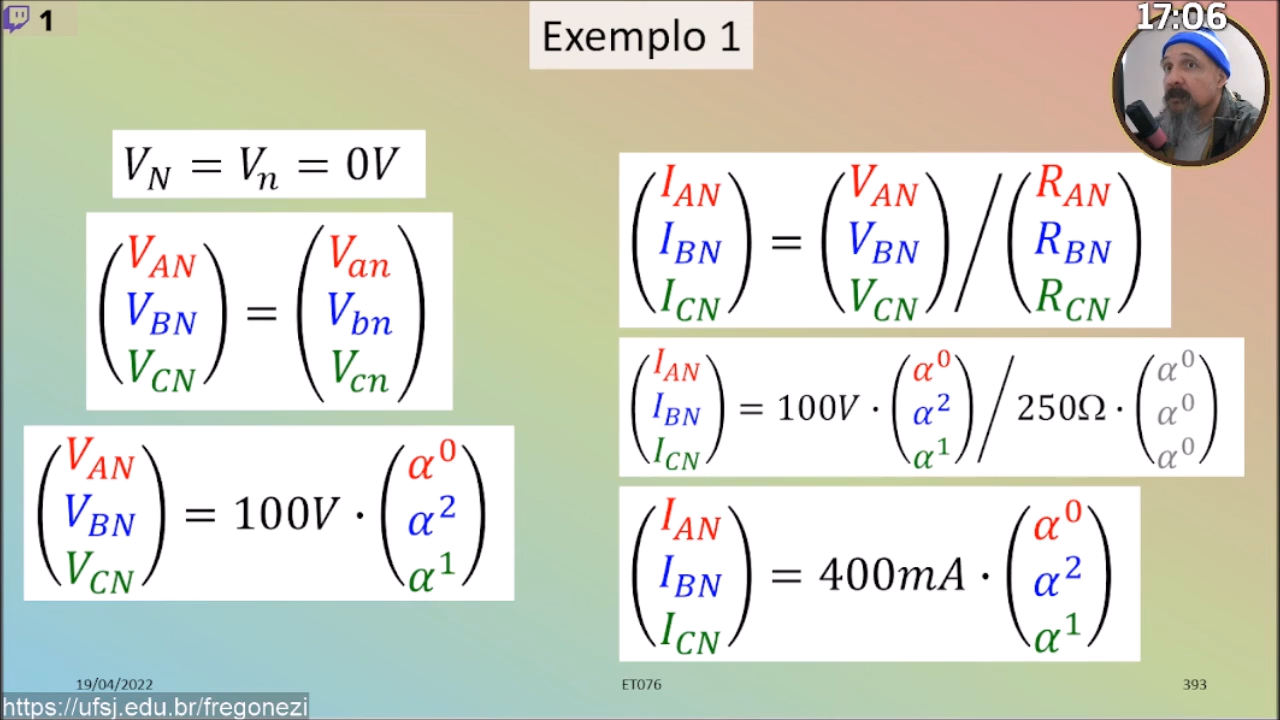 1
Exemplo 1
17:06
V_N = V_n = 0V
(V_AN V_BN V_CN) = (V_an V_bn V_cn)
(V_AN V_BN V_CN) = 100V · (α^0 α^2 α^1)
(I_AN I_BN I_CN) = (V_AN V_BN V_CN) / (R_AN R_BN R_CN)
(I_AN I_BN I_CN) = 100V · (α^0 α^2 α^1) / 250Ω · (α^0 α^0 α^0)
(I_AN I_BN I_CN) = 400mA · (α^0 α^2 α^1)
19/04/2022
ET076
393
https://ufsj.edu.br/fregonezi